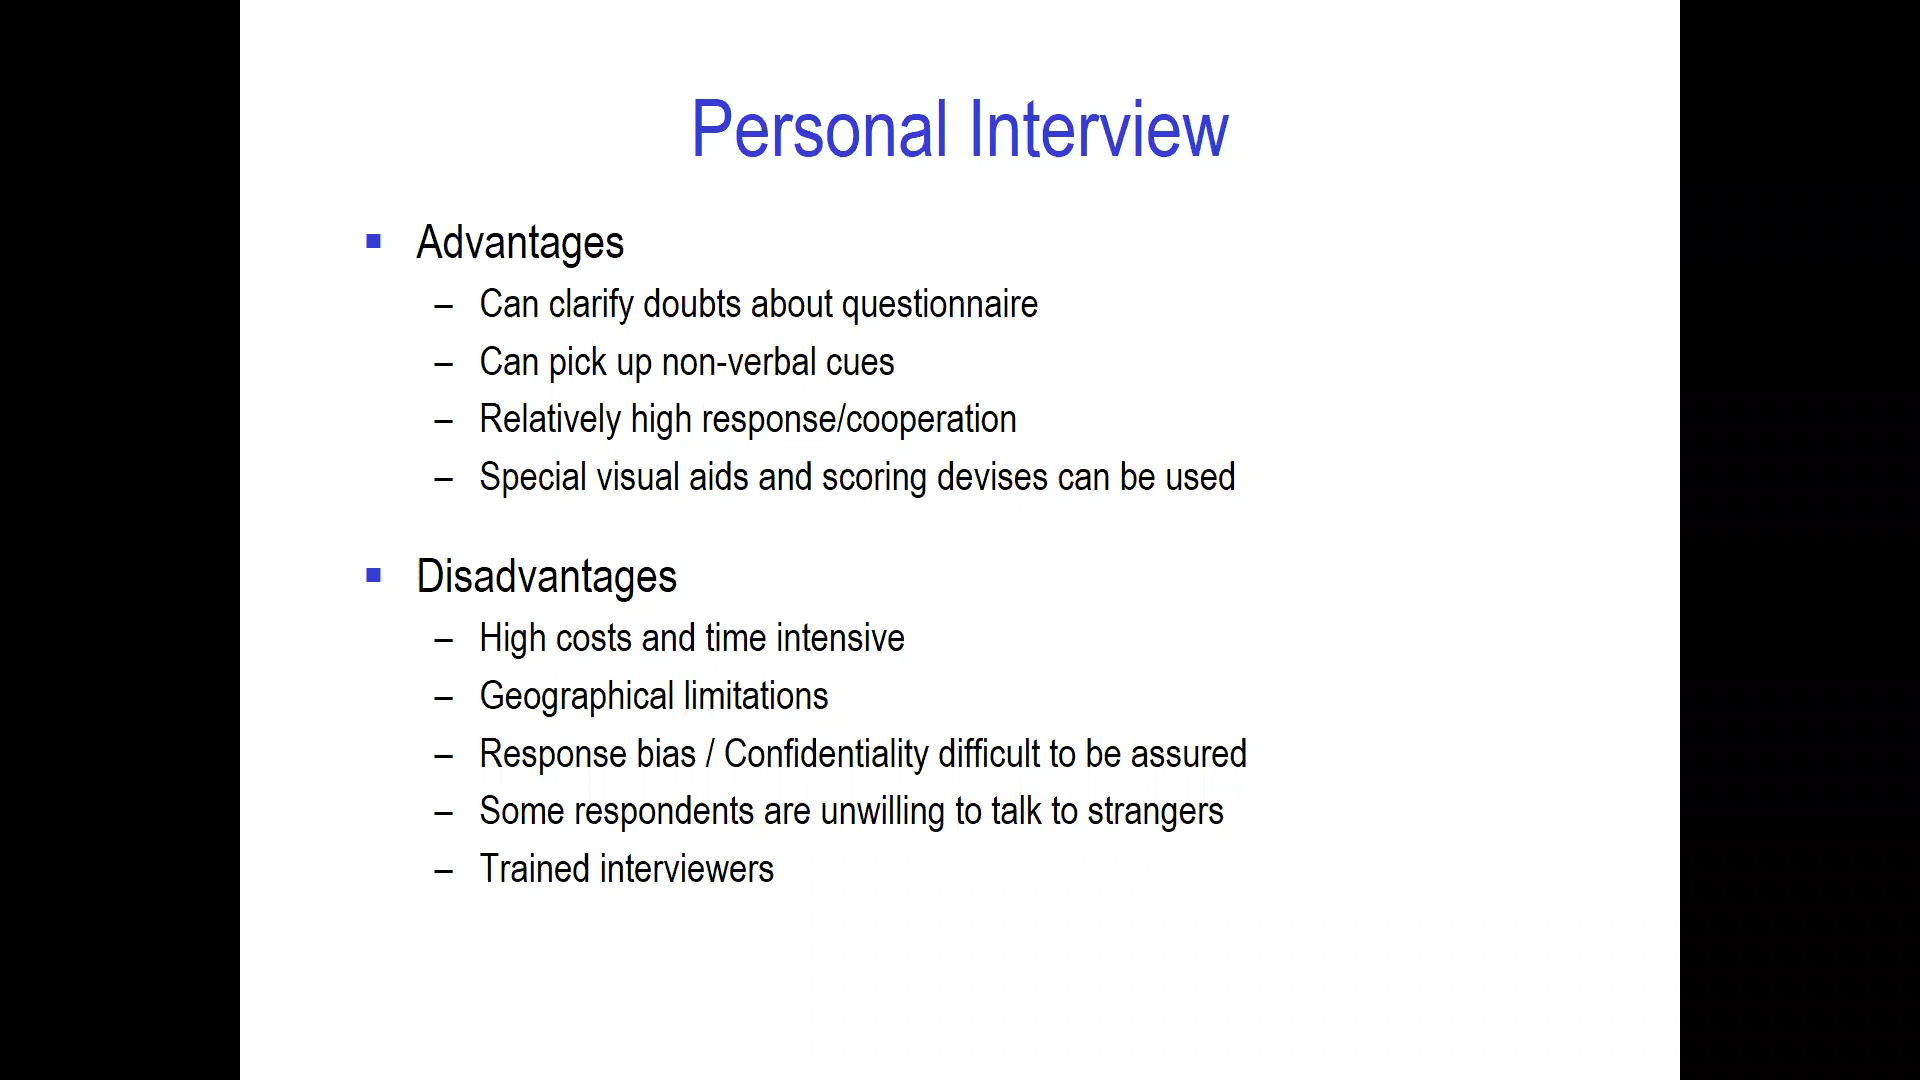 Personal Interview
▪ Advantages
– Can clarify doubts about questionnaire
– Can pick up non-verbal cues
– Relatively high response/cooperation
– Special visual aids and scoring devises can be used
▪ Disadvantages
– High costs and time intensive
– Geographical limitations
– Response bias / Confidentiality difficult to be assured
– Some respondents are unwilling to talk to strangers
– Trained interviewers